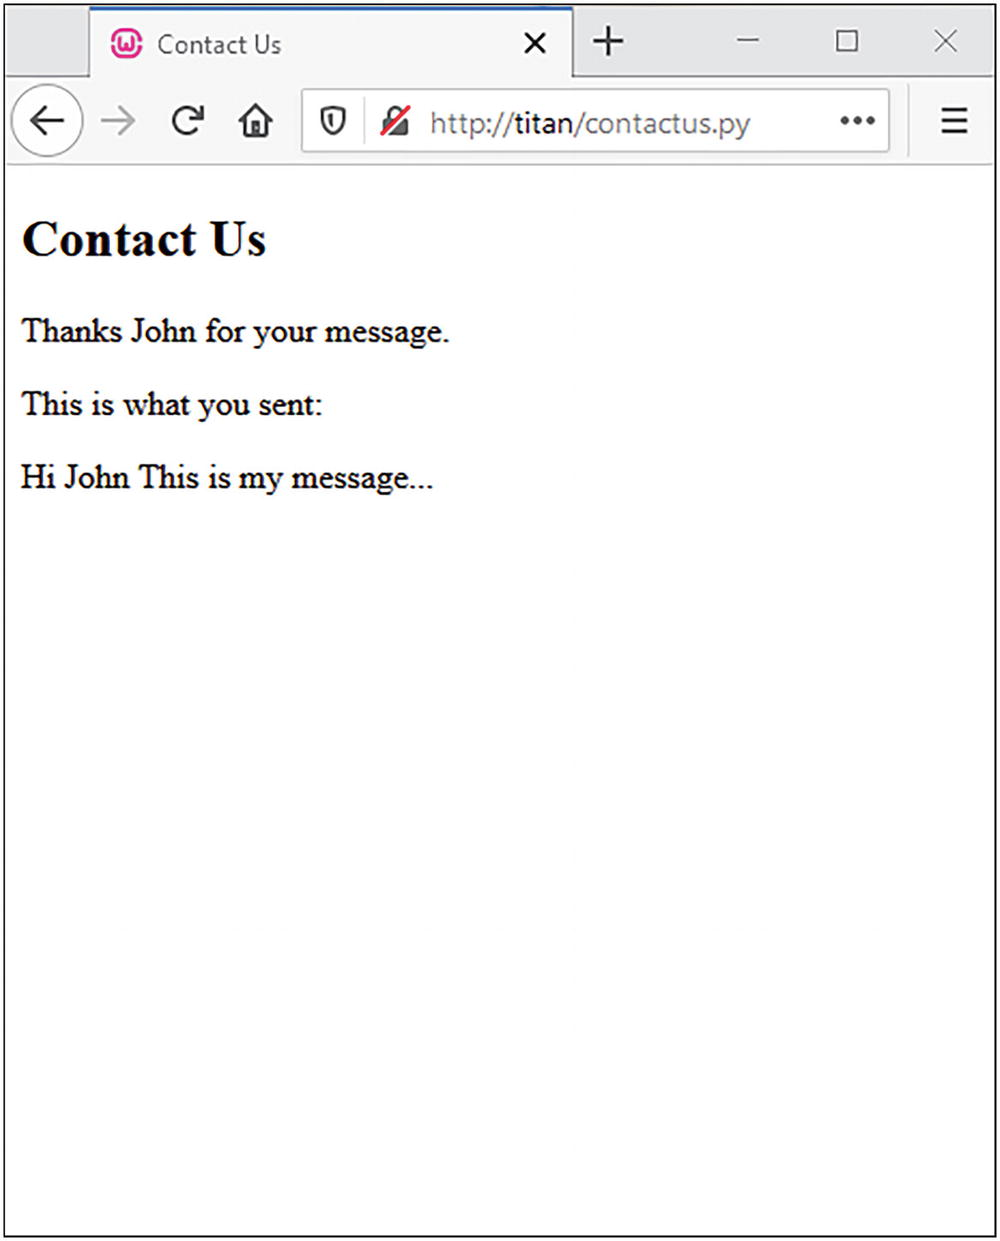 Contact Us
http://titan/contactus.py
Contact Us
Thanks John for your message.
This is what you sent:
Hi John This is my message...